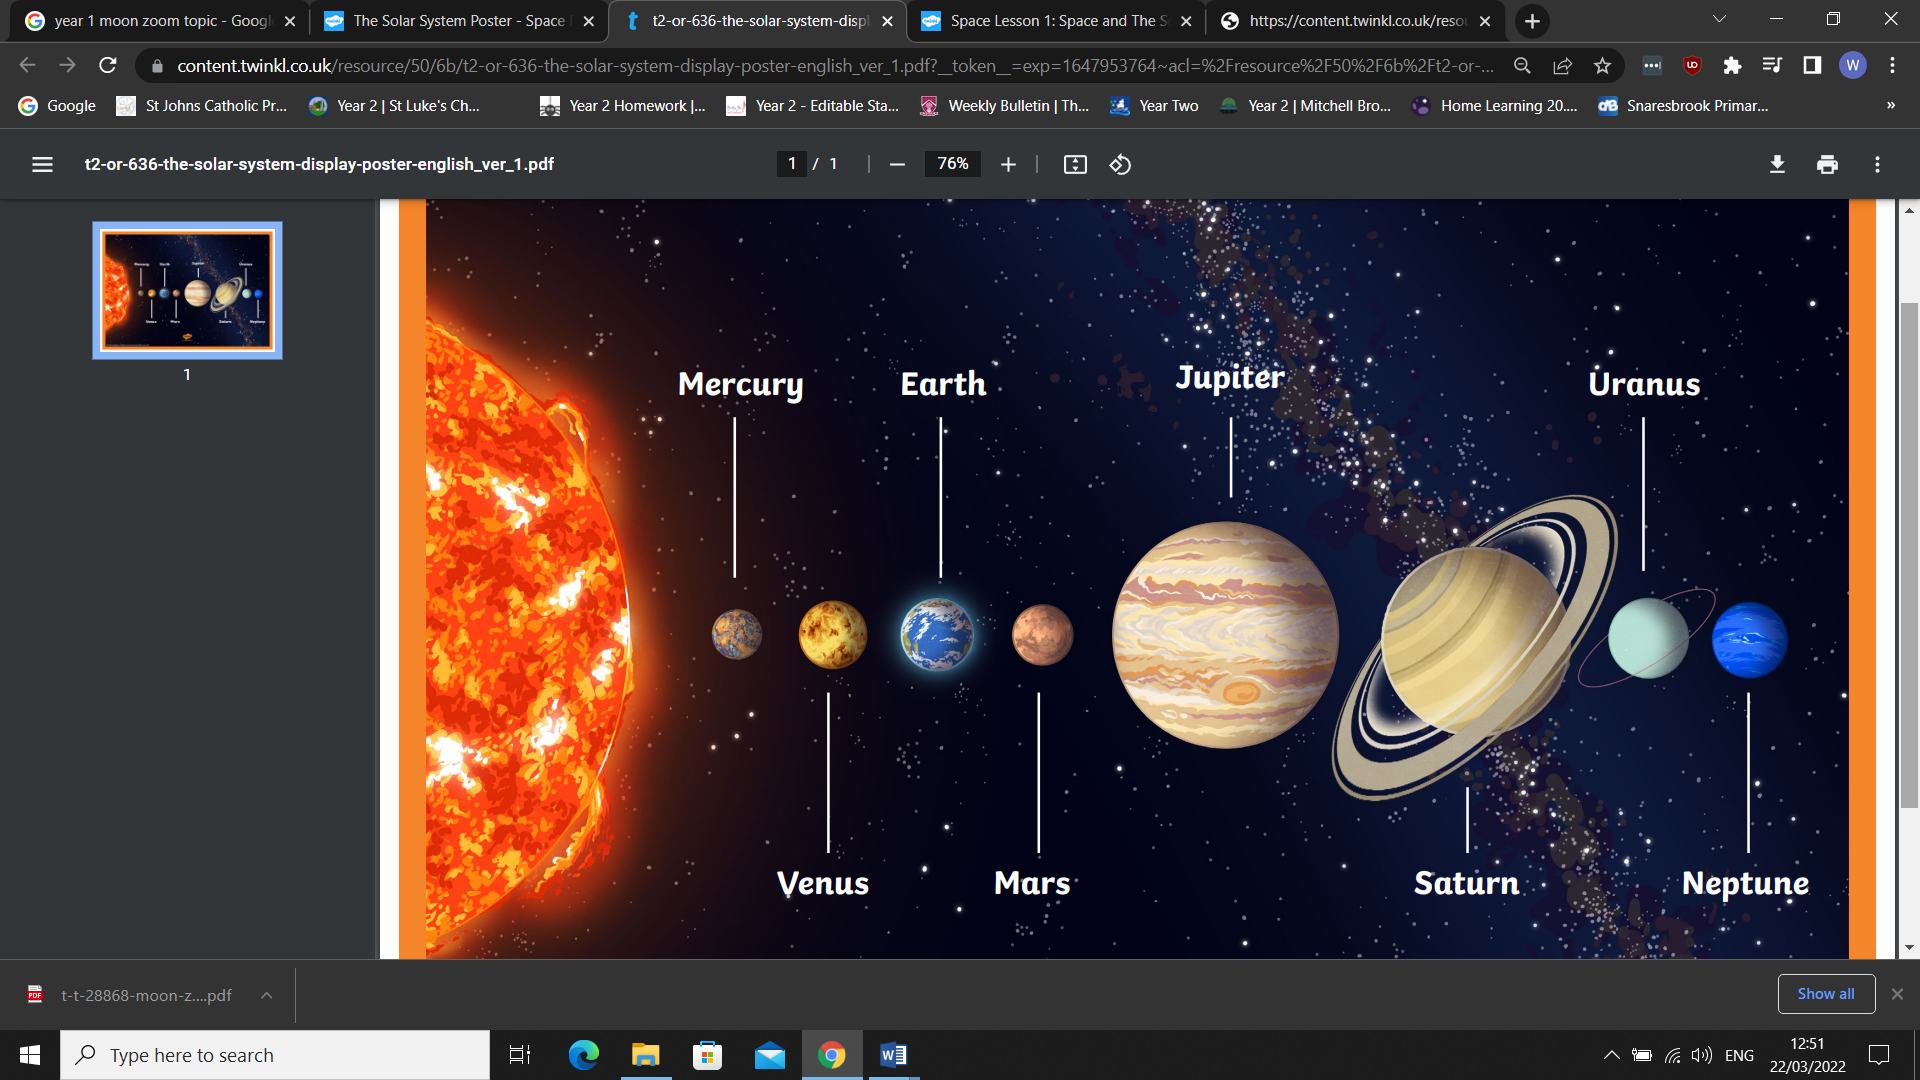 year 1 moon zoom topic - Googl
The Solar System Poster - Space
t2-or-636-the-solar-system-displ
Space Lesson 1: Space and The S
https://content.twinkl.co.uk/reso
content.twinkl.co.uk/resource/50/6b/t2-or-636-the-solar-system-display-poster-english_ver_1.pdf?__token__=exp=1647953764~acl=%2Fresource%2F50%2F6b%2Ft2-or-...
W
Google
St Johns Catholic Pr...
Year 2 | St Luke's Ch...
Year 2 Homework |...
Year 2 - Editable Sta...
Weekly Bulletin | Th...
Year Two
Year 2 | Mitchell Bro...
Home Learning 20....
Snaresbrook Primar...
»
t2-or-636-the-solar-system-display-poster-english_ver_1.pdf
1 / 1
76%
1
Mercury
Earth
Jupiter
Uranus
Venus
Mars
Saturn
Neptune
t-t-28868-moon-z....pdf
Show all
Type here to search
ENG
12:51
22/03/2022